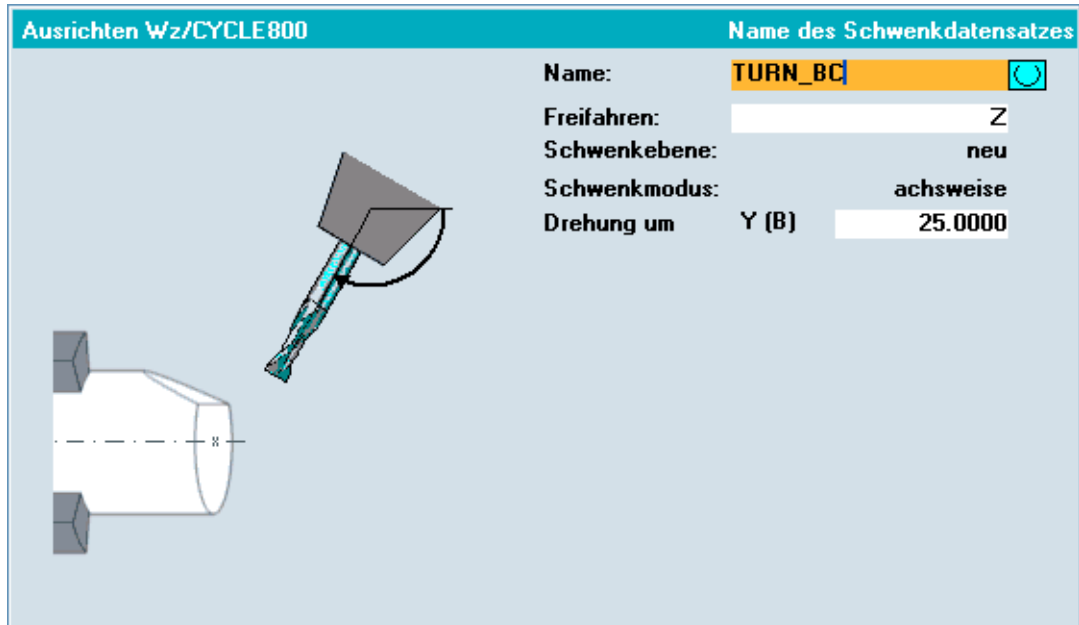 Ausrichten Wz/CYCLE800 Name des Schwenkdatensatzes
Name: TURN_BC
Freifahren: Z
Schwenkebene: neu
Schwenkmodus: achsweise
Drehung um Y (B) 25.0000